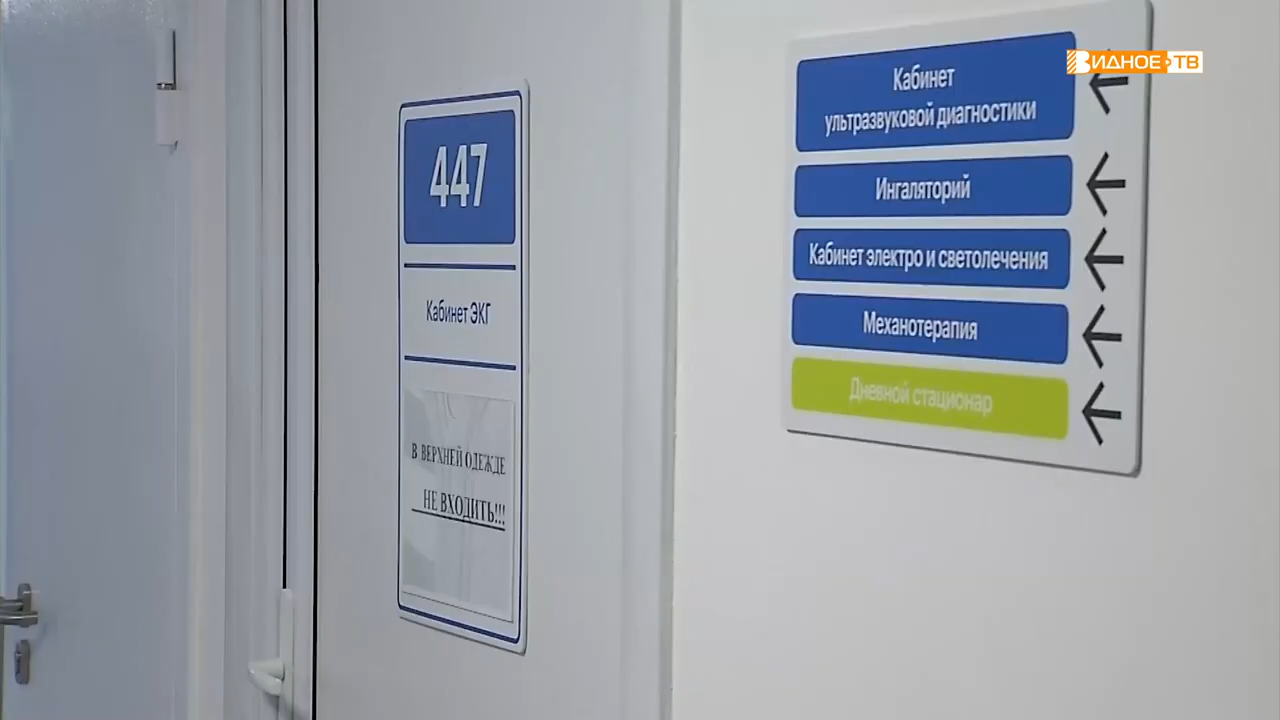 447
Кабинет ЭКГ
В ВЕРХНЕЙ ОДЕЖДЕ
НЕ ВХОДИТЬ!!!
Кабинет
ультразвуковой диагностики
Ингаляторий
Кабинет электро и светолечения
Механотерапия
Дневной стационар
ВИДНОЕ ТВ